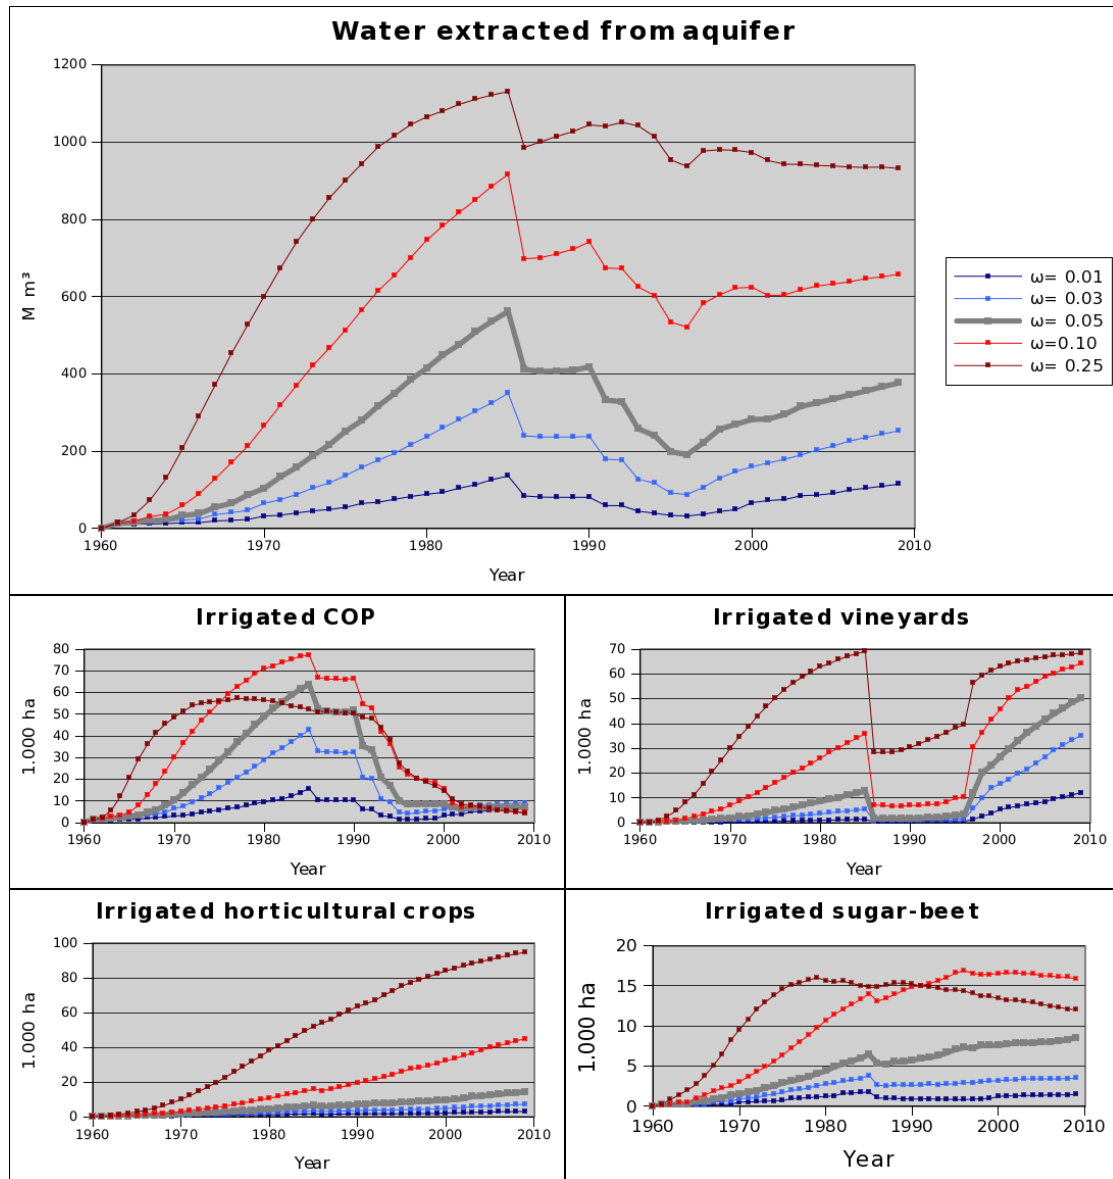 Water extracted from aquifer
1200
1000
800
600
400
200
0
M m³
1960 1970 1980 1990 2000 2010
Year
ω= 0.01
ω= 0.03
ω= 0.05
ω=0.10
ω= 0.25
Irrigated COP
80
70
60
50
40
30
20
10
0
1.000 ha
1960 1970 1980 1990 2000 2010
Year
Irrigated vineyards
70
60
50
40
30
20
10
0
1.000 ha
1960 1970 1980 1990 2000 2010
Year
Irrigated horticultural crops
100
80
60
40
20
0
1.000 ha
1960 1970 1980 1990 2000 2010
Year
Irrigated sugar-beet
20
15
10
5
0
1.000 ha
1960 1970 1980 1990 2000 2010
Year